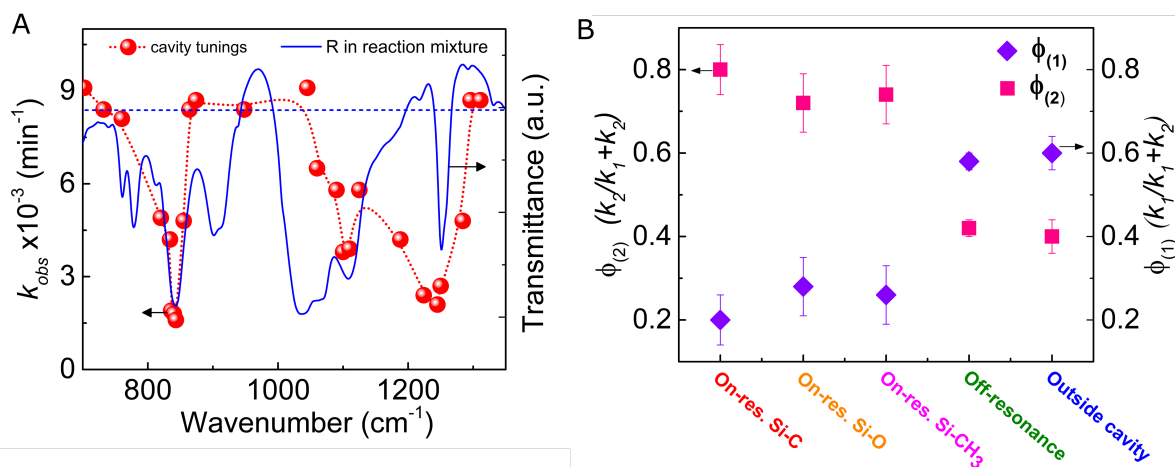 A
cavity tunings
R in reaction mixture
9
6
3
0
k_obs x10⁻³ (min⁻¹)
Transmittance (a.u.)
800
1000
1200
Wavenumber (cm⁻¹)
B
ϕ(1)
ϕ(2)
0.8
0.6
0.4
0.2
ϕ(2) (k₂/k₁+k₂)
0.8
0.6
0.4
0.2
ϕ(1) (k₁/k₁+k₂)
On-res. Si-C
On-res. Si-O
On-res. Si-CH₃
Off-resonance
Outside cavity